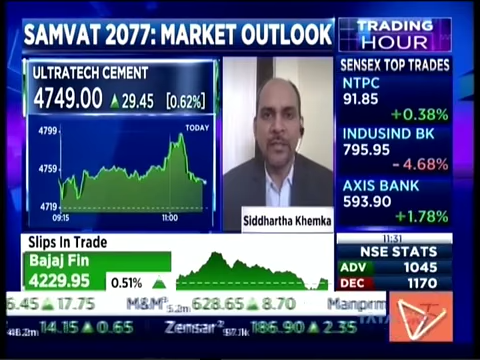 SAMVAT 2077: MARKET OUTLOOK
TRADING
HOUR
ULTRATECH CEMENT
4749.00 ▲ 29.45 [0.62%]
TODAY
4799
4759
4719
09:15 11:00
Siddhartha Khemka
SENSEX TOP TRADES
NTPC
91.85
+0.38%
INDUSIND BK
795.95
- 4.68%
AXIS BANK
593.90
+1.78%
11:31
NSE STATS
ADV 1045
DEC 1170
Slips In Trade
Bajaj Fin
4229.95 0.51% ▲
6.45 ▲ 17.75 M&M 5.2m 628.65 ▲ 8.70
14.15 ▲ 0.65 Zensar 97.1k 186.90 ▲ 2.35